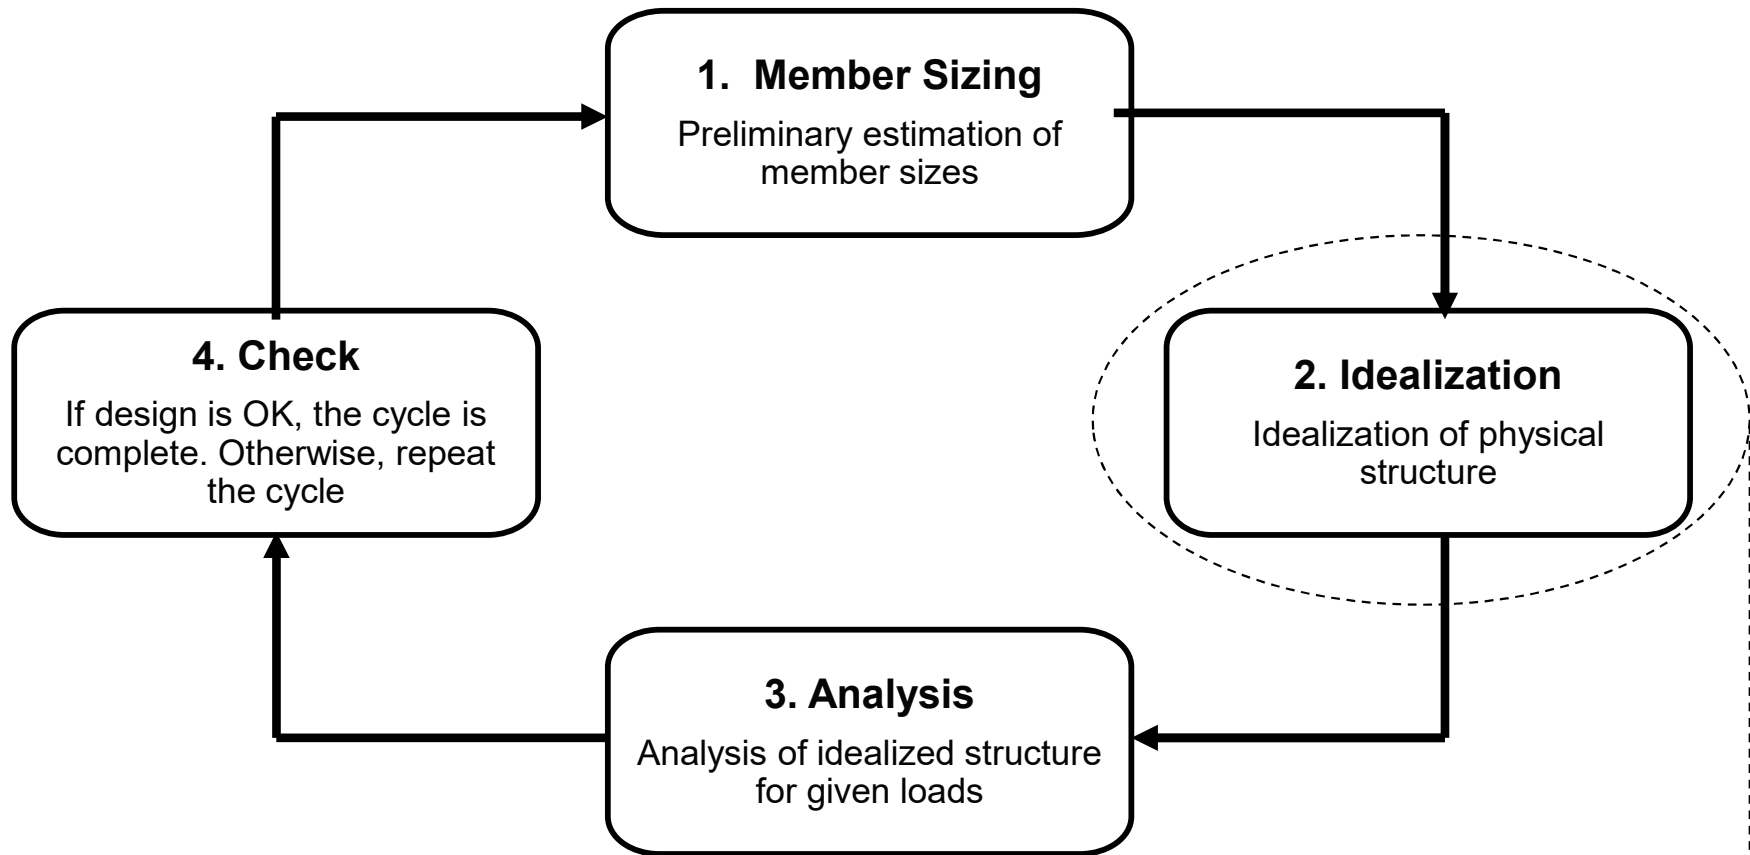 1. Member Sizing
Preliminary estimation of
member sizes
2. Idealization
Idealization of physical
structure
3. Analysis
Analysis of idealized structure
for given loads
4. Check
If design is OK, the cycle is
complete. Otherwise, repeat
the cycle